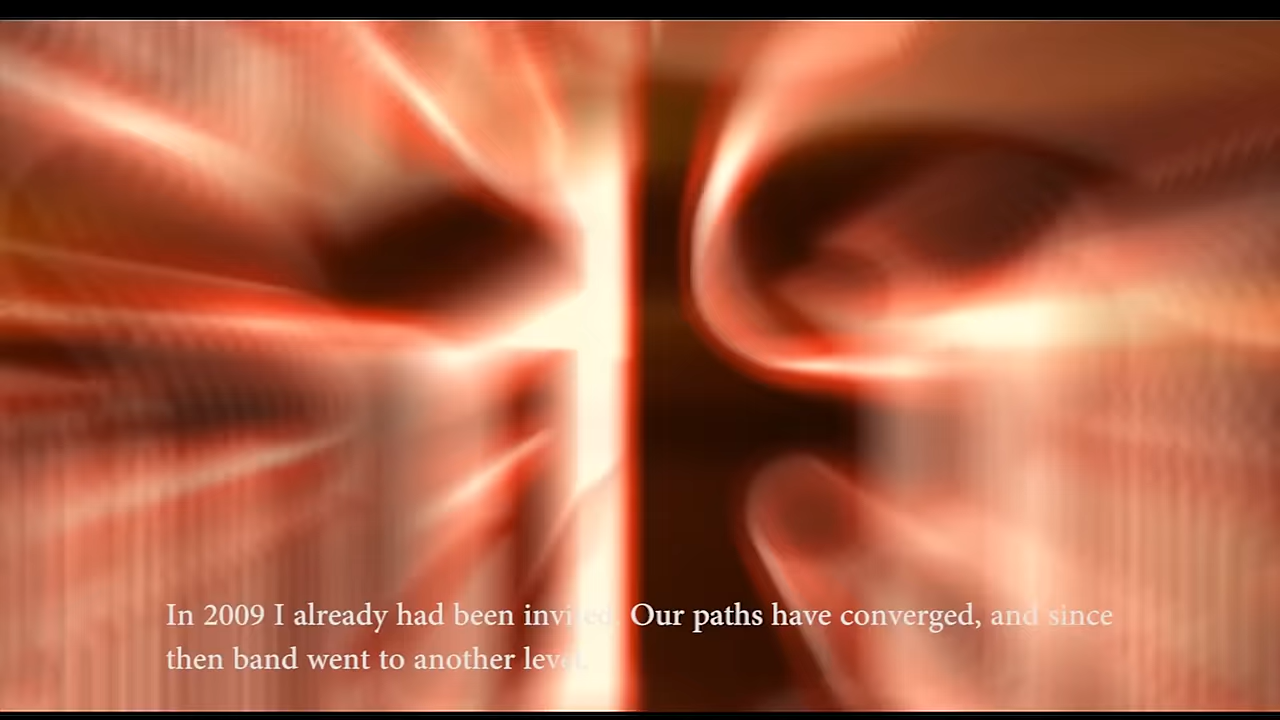 In 2009 I already had been invited. Our paths have converged, and since
then band went to another level.